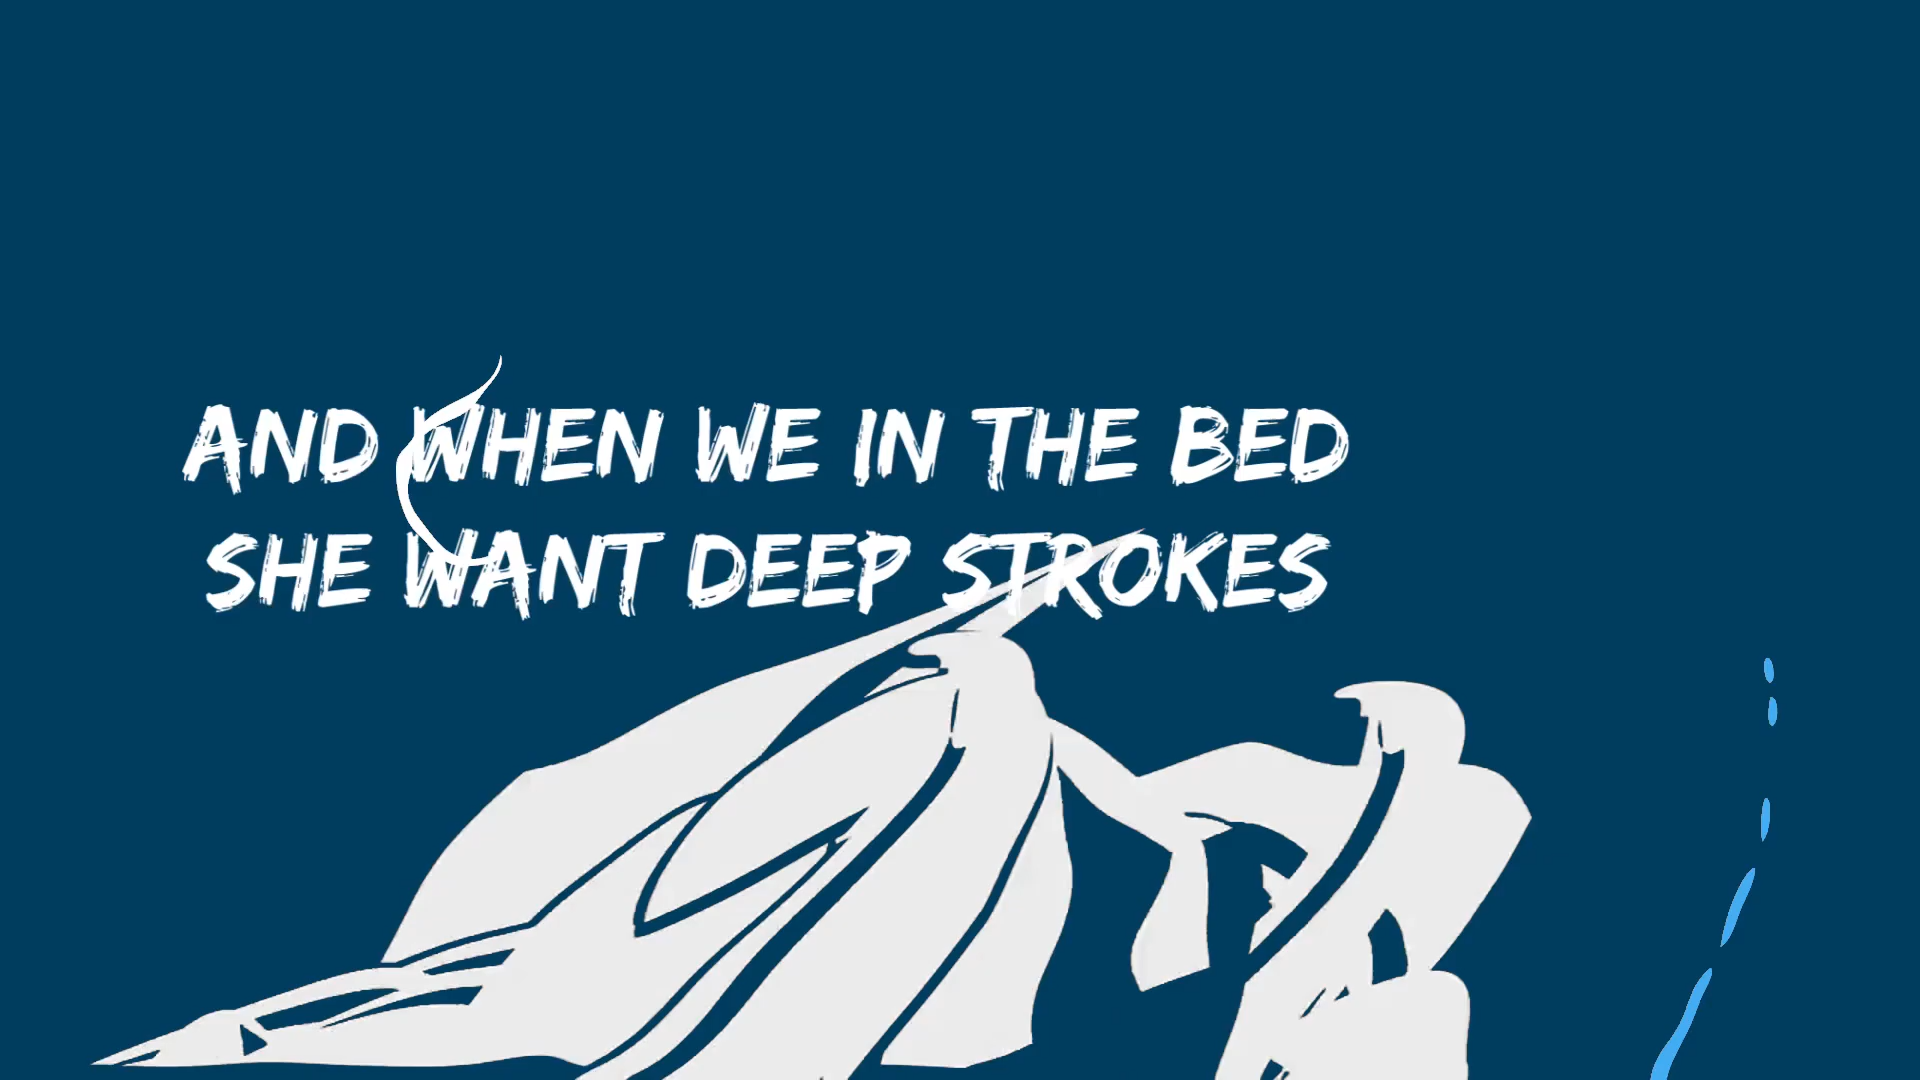 AND WHEN WE IN THE BED
SHE WANT DEEP STROKES